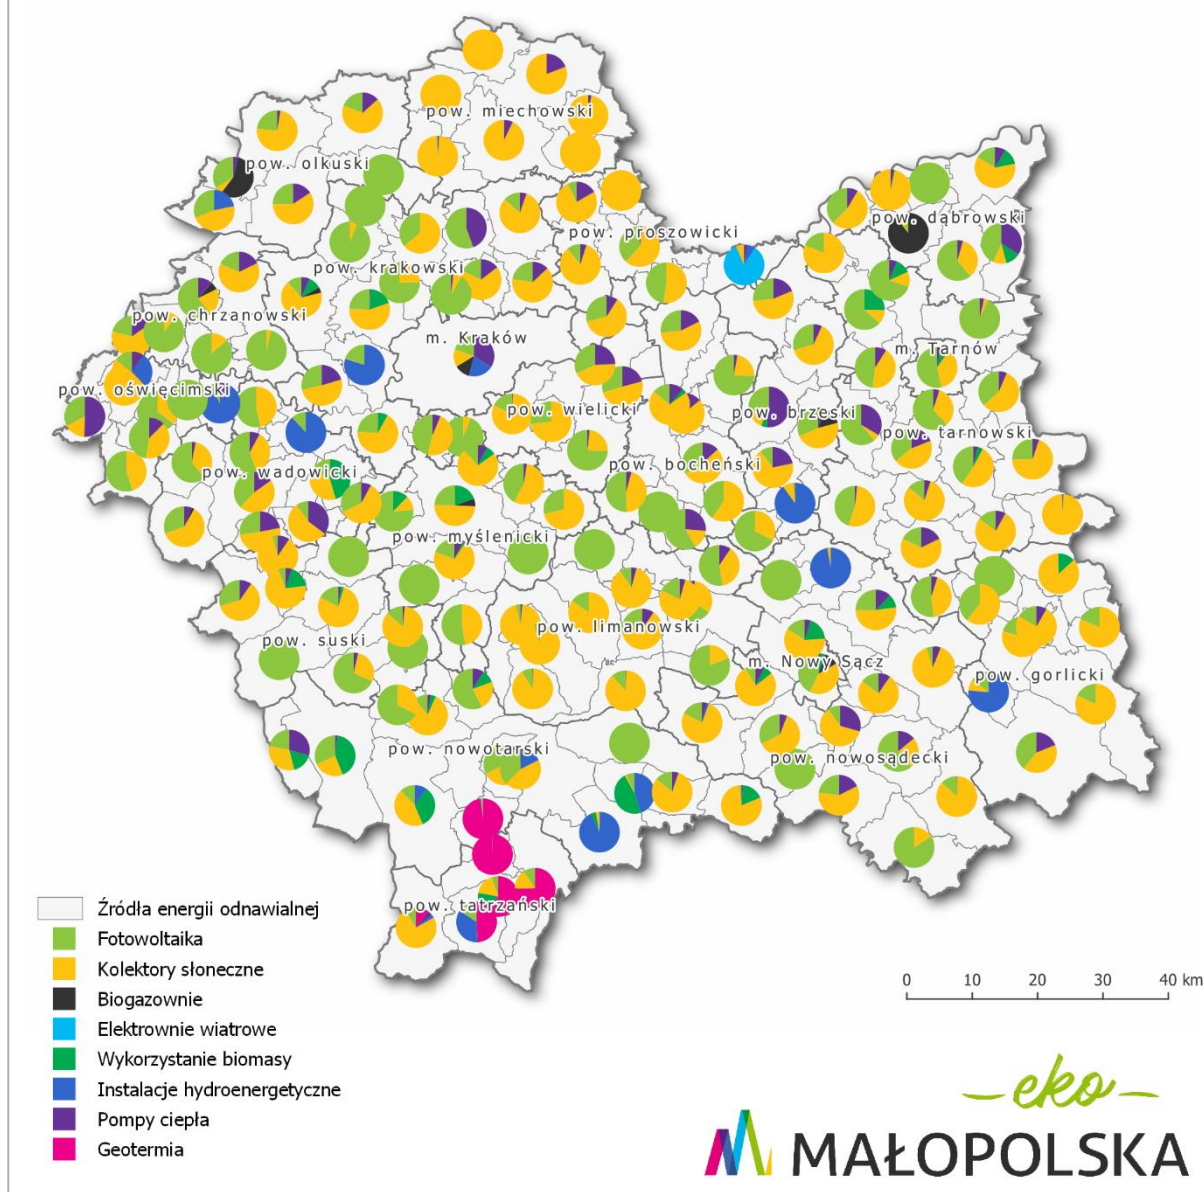 pow. miechowski
pow. olkuski
pow. dąbrowski
pow. proszowicki
pow. krakowski
pow. chrzanowski
m. Kraków
m. Tarnów
pow. oświęcimski
pow. wielicki
pow. brzeski
pow. tarnowski
pow. bocheński
pow. wadowicki
pow. myślenicki
pow. limanowski
pow. suski
m. Nowy Sącz
pow. gorlicki
pow. nowotarski
pow. nowosądecki
pow. tatrzański
Źródła energii odnawialnej
Fotowoltaika
Kolektory słoneczne
Biogazownie
Elektrownie wiatrowe
Wykorzystanie biomasy
Instalacje hydroenergetyczne
Pompy ciepła
Geotermia
0 10 20 30 40 km
eko
MAŁOPOLSKA